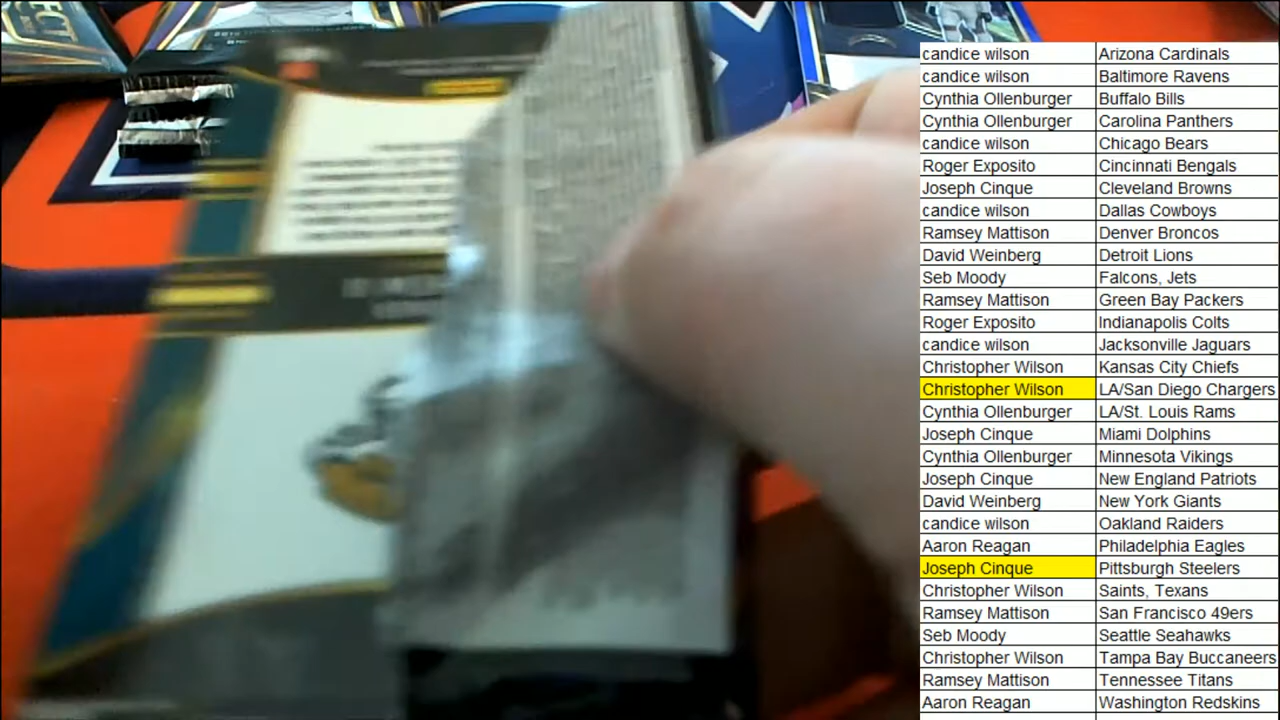 candice wilson Arizona Cardinals
candice wilson Baltimore Ravens
Cynthia Ollenburger Buffalo Bills
Cynthia Ollenburger Carolina Panthers
candice wilson Chicago Bears
Roger Exposito Cincinnati Bengals
Joseph Cinque Cleveland Browns
candice wilson Dallas Cowboys
Ramsey Mattison Denver Broncos
David Weinberg Detroit Lions
Seb Moody Falcons, Jets
Ramsey Mattison Green Bay Packers
Roger Exposito Indianapolis Colts
candice wilson Jacksonville Jaguars
Christopher Wilson Kansas City Chiefs
Christopher Wilson LA/San Diego Chargers
Cynthia Ollenburger LA/St. Louis Rams
Joseph Cinque Miami Dolphins
Cynthia Ollenburger Minnesota Vikings
Joseph Cinque New England Patriots
David Weinberg New York Giants
candice wilson Oakland Raiders
Aaron Reagan Philadelphia Eagles
Joseph Cinque Pittsburgh Steelers
Christopher Wilson Saints, Texans
Ramsey Mattison San Francisco 49ers
Seb Moody Seattle Seahawks
Christopher Wilson Tampa Bay Buccaneers
Ramsey Mattison Tennessee Titans
Aaron Reagan Washington Redskins